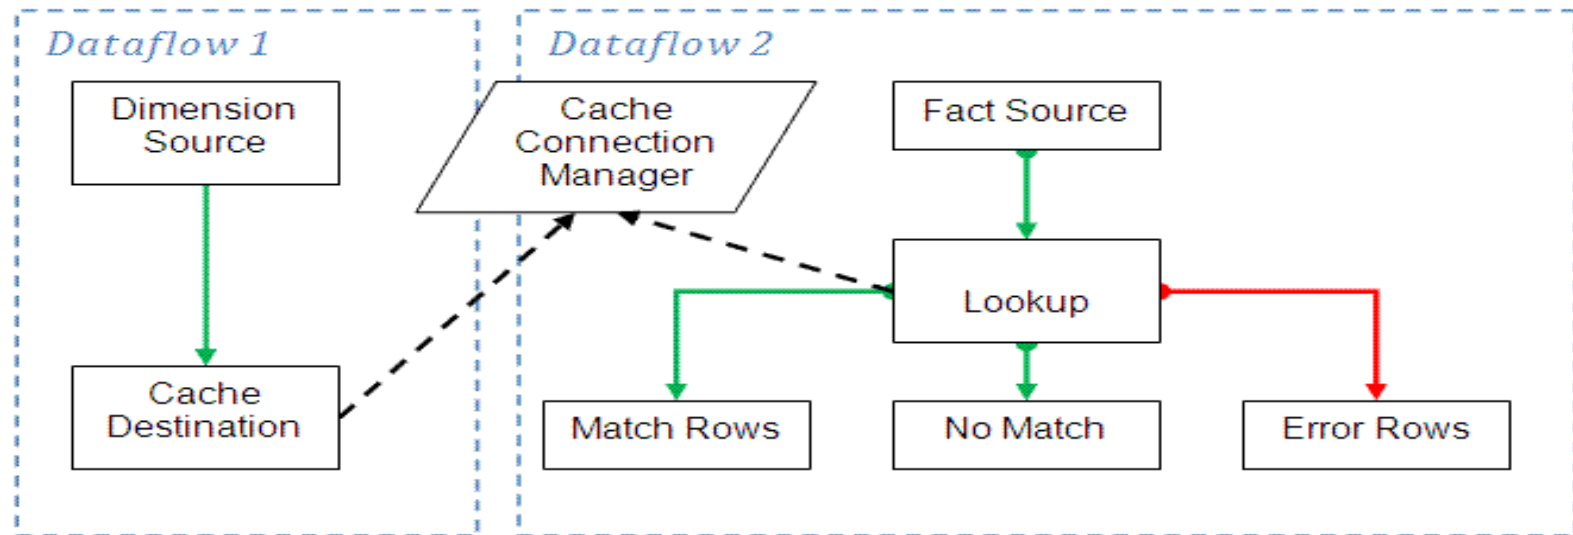 Dataflow 1
Dimension
Source
Cache
Destination
Dataflow 2
Cache
Connection
Manager
Fact Source
Lookup
Match Rows
No Match
Error Rows